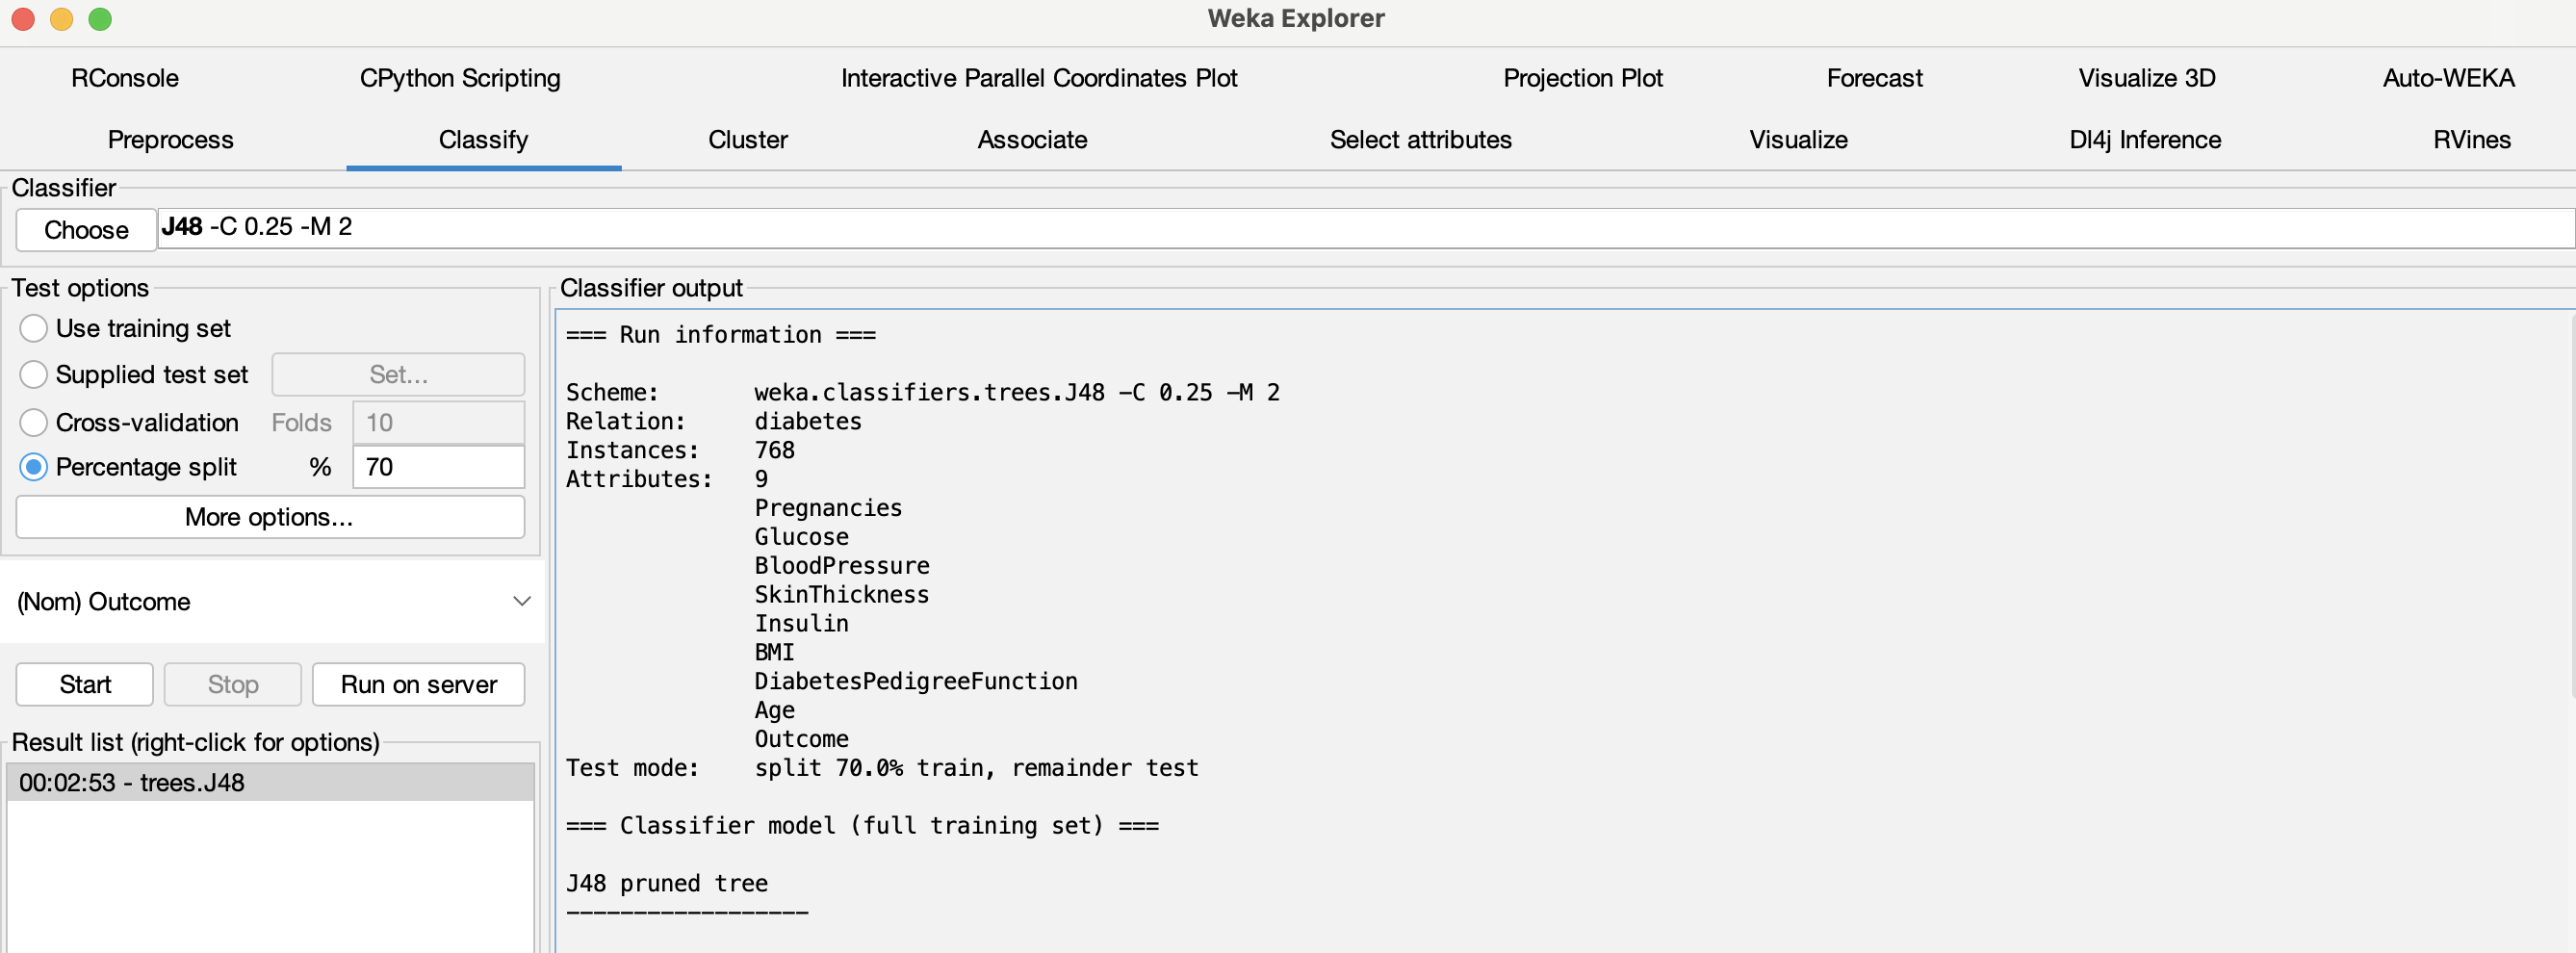 Weka Explorer
RConsole CPython Scripting Interactive Parallel Coordinates Plot Projection Plot Forecast Visualize 3D Auto-WEKA
Preprocess Classify Cluster Associate Select attributes Visualize Dl4j Inference RVines
Classifier
Choose J48 -C 0.25 -M 2
Test options
Use training set
Supplied test set Set...
Cross-validation Folds 10
Percentage split % 70
More options...
(Nom) Outcome
Start Stop Run on server
Result list (right-click for options)
00:02:53 - trees.J48
Classifier output
=== Run information ===
Scheme: weka.classifiers.trees.J48 -C 0.25 -M 2
Relation: diabetes
Instances: 768
Attributes: 9
Pregnancies
Glucose
BloodPressure
SkinThickness
Insulin
BMI
DiabetesPedigreeFunction
Age
Outcome
Test mode: split 70.0% train, remainder test
=== Classifier model (full training set) ===
J48 pruned tree
------------------